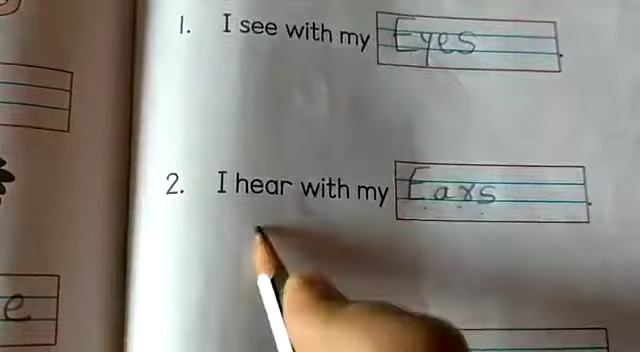 1. I see with my Eyes.
2. I hear with my Ears.
e